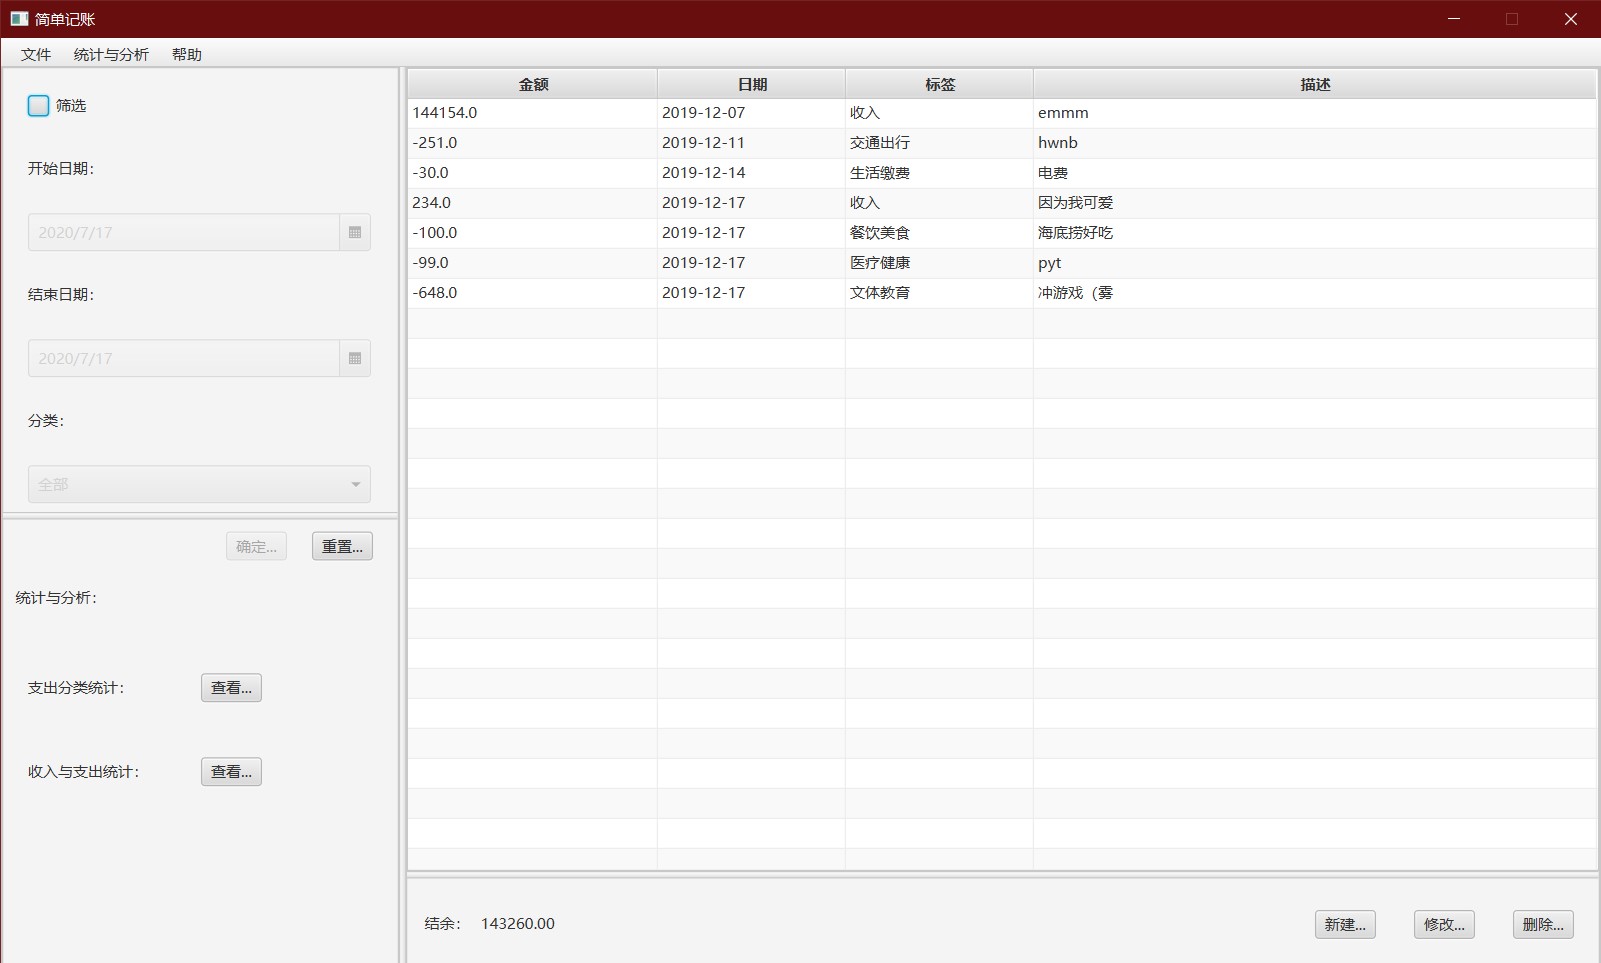 简单记账
文件 统计与分析 帮助
筛选
开始日期：
2020/7/17
结束日期：
2020/7/17
分类：
全部
确定... 重置...
统计与分析：
支出分类统计： 查看...
收入与支出统计： 查看...
金额 日期 标签 描述
144154.0 2019-12-07 收入 emmm
-251.0 2019-12-11 交通出行 hwnb
-30.0 2019-12-14 生活缴费 电费
234.0 2019-12-17 收入 因为我可爱
-100.0 2019-12-17 餐饮美食 海底捞好吃
-99.0 2019-12-17 医疗健康 pyt
-648.0 2019-12-17 文体教育 冲游戏（雾
结余： 143260.00 新建... 修改... 删除...